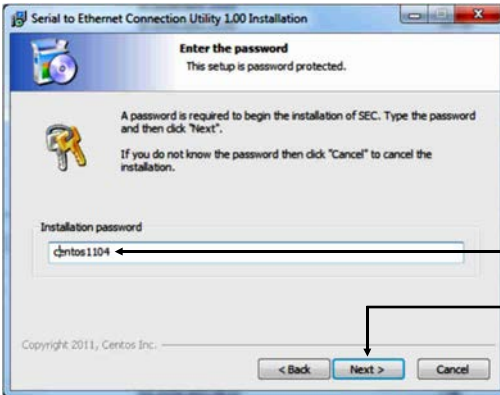 Serial to Ethernet Connection Utility 1.00 Installation
Enter the password
This setup is password protected.
A password is required to begin the installation of SEC. Type the password
and then click "Next".
If you do not know the password then click "Cancel" to cancel the
installation.
Installation password
centos1104
Copyright 2011, Centos Inc.
< Back
Next >
Cancel